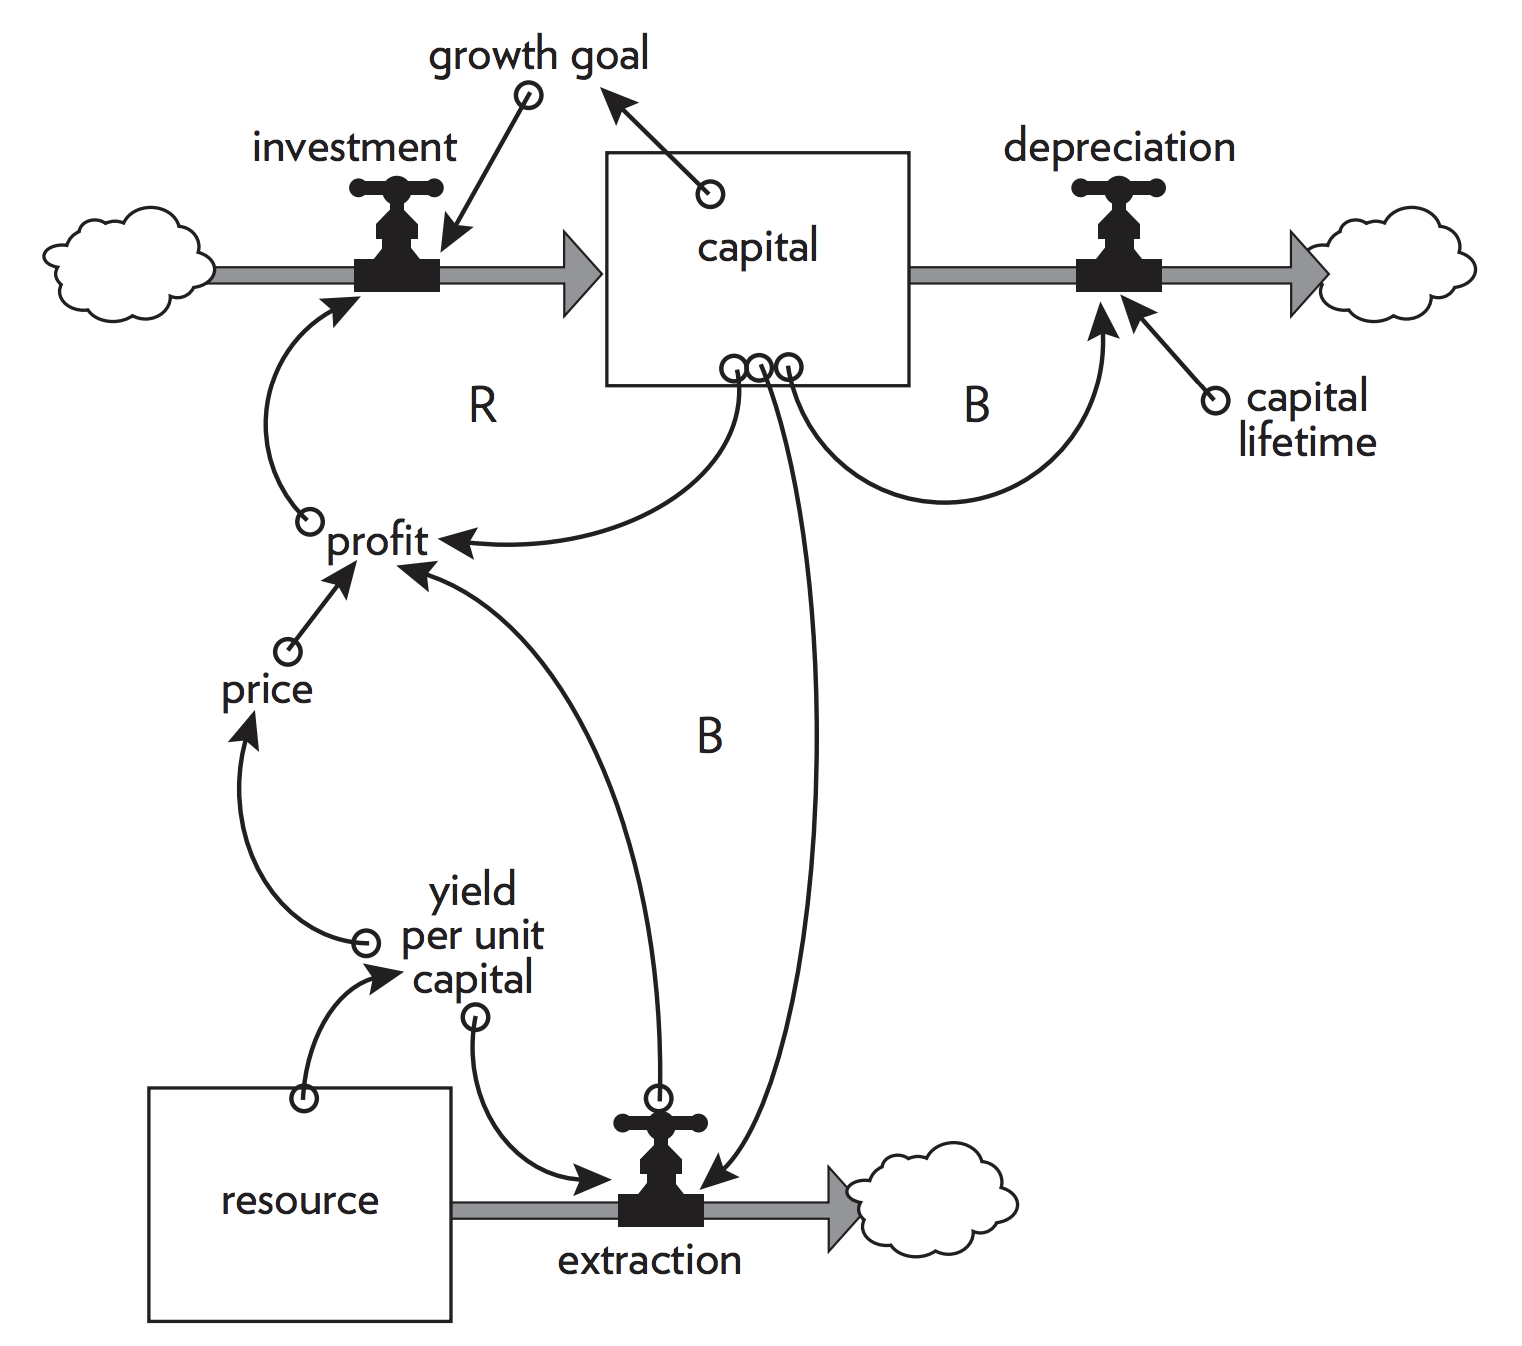 growth goal
investment
depreciation
capital
R
B
capital
lifetime
profit
price
B
yield
per unit
capital
resource
extraction